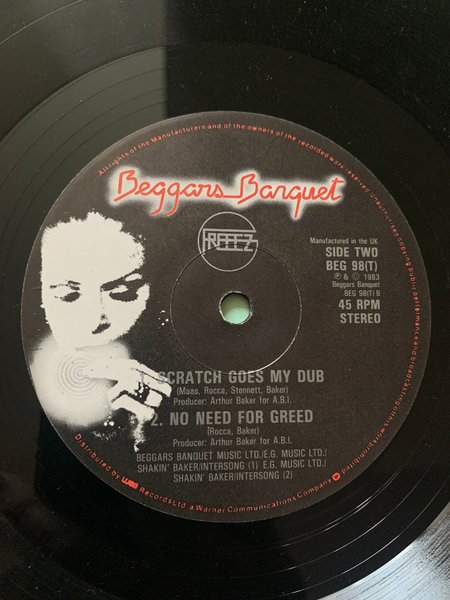 All rights of the Manufacturers and of the owners of the recorded work reserved
Beggars Banquet
FREEEZ
Manufactured in the UK
SIDE TWO
BEG 98(T)
℗ & © 1983
Beggars Banquet
BEG 98(T) B
45 RPM
STEREO
SCRATCH GOES MY DUB
(Maas, Rocca, Stennett, Baker)
Producer: Arthur Baker for A.B.I.
2. NO NEED FOR GREED
(Rocca, Baker)
Producer: Arthur Baker for A.B.I.
BEGGARS BANQUET MUSIC LTD./E.G. MUSIC LTD./
SHAKIN' BAKER/INTERSONG (1) E.G. MUSIC LTD./
SHAKIN' BAKER/INTERSONG (2)
Distributed by wea Records Ltd a Warner Communications Company